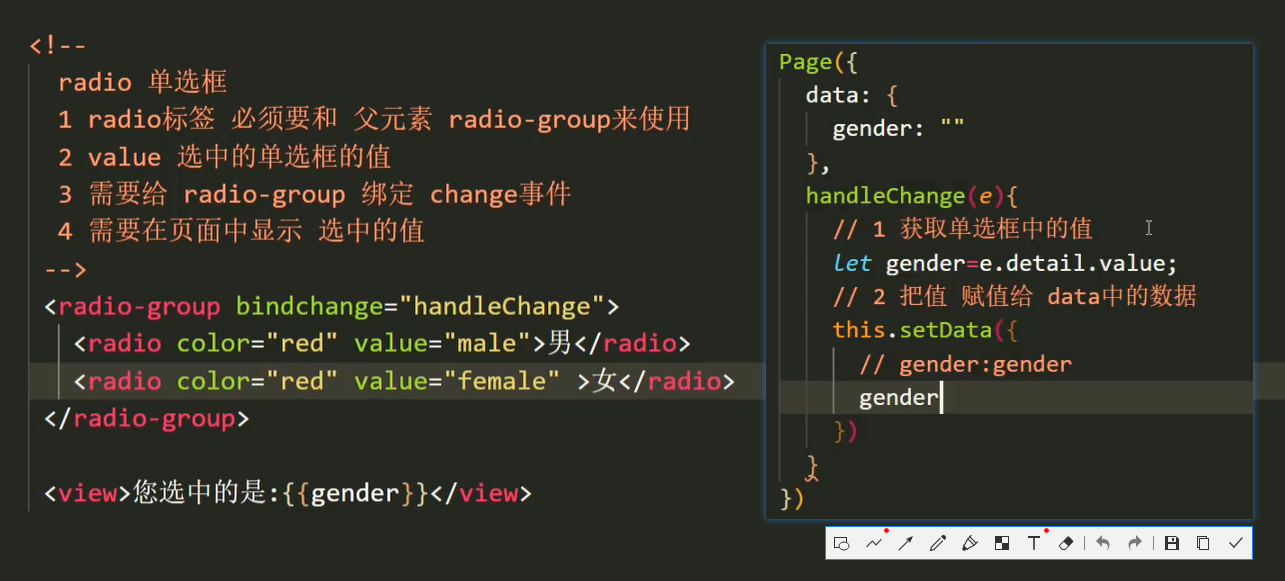 <!--
radio 单选框
1 radio标签 必须要和 父元素 radio-group来使用
2 value 选中的单选框的值
3 需要给 radio-group 绑定 change事件
4 需要在页面中显示 选中的值
-->
<radio-group bindchange="handleChange">
<radio color="red" value="male">男</radio>
<radio color="red" value="female" >女</radio>
</radio-group>
<view>您选中的是:{{gender}}</view>
Page({
data: {
gender: ""
},
handleChange(e){
// 1 获取单选框中的值
let gender=e.detail.value;
// 2 把值 赋值给 data中的数据
this.setData({
// gender:gender
gender
})
}
})
T